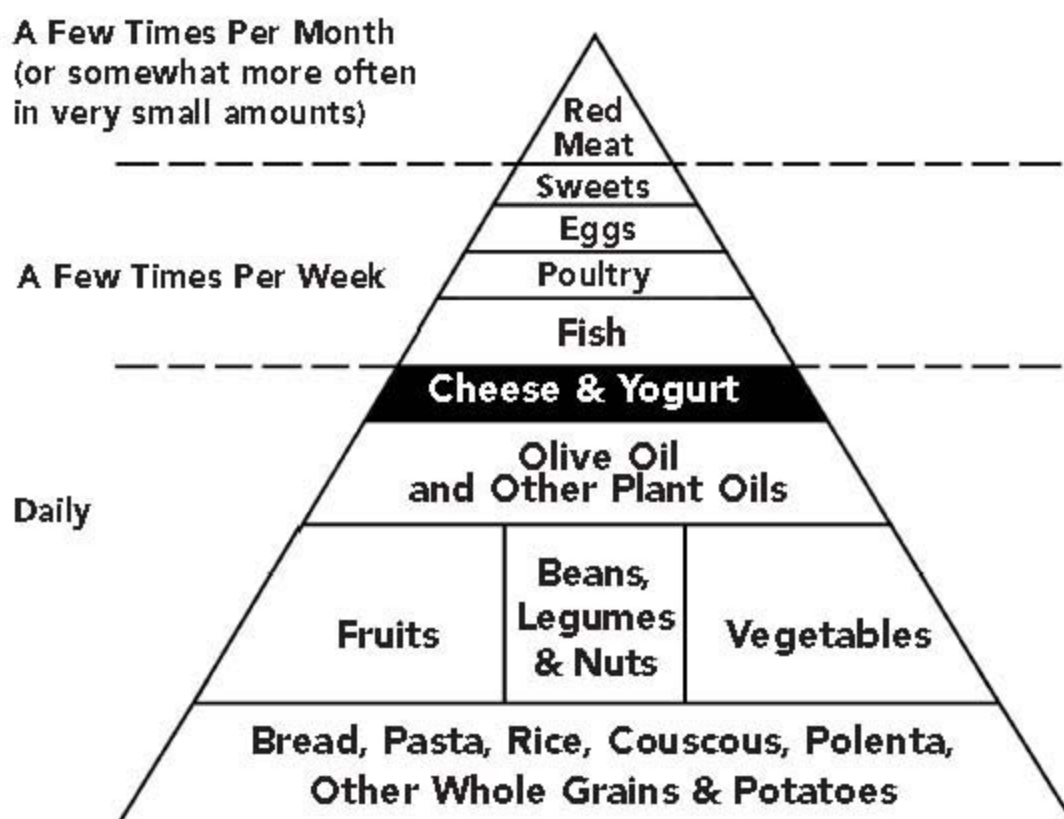 A Few Times Per Month
(or somewhat more often
in very small amounts)
Red
Meat
Sweets
Eggs
A Few Times Per Week
Poultry
Fish
Cheese & Yogurt
Olive Oil
and Other Plant Oils
Daily
Fruits
Beans,
Legumes
& Nuts
Vegetables
Bread, Pasta, Rice, Couscous, Polenta,
Other Whole Grains & Potatoes